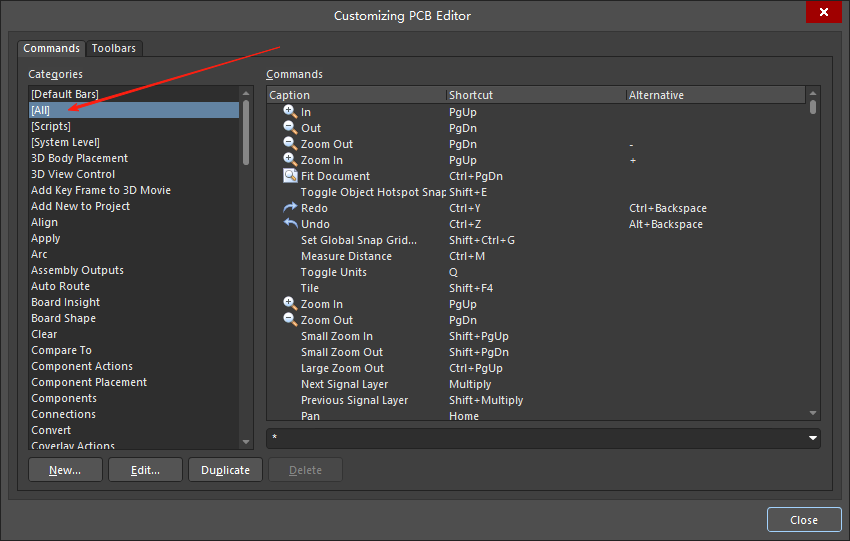 Customizing PCB Editor
Commands Toolbars
Categories
[Default Bars]
[All]
[Scripts]
[System Level]
3D Body Placement
3D View Control
Add Key Frame to 3D Movie
Add New to Project
Align
Apply
Arc
Assembly Outputs
Auto Route
Board Insight
Board Shape
Clear
Compare To
Component Actions
Component Placement
Components
Connections
Convert
Coverlay Actions
Commands
Caption Shortcut Alternative
In PgUp
Out PgDn
Zoom Out PgDn -
Zoom In PgUp +
Fit Document Ctrl+PgDn
Toggle Object Hotspot Snap Shift+E
Redo Ctrl+Y Ctrl+Backspace
Undo Ctrl+Z Alt+Backspace
Set Global Snap Grid... Shift+Ctrl+G
Measure Distance Ctrl+M
Toggle Units Q
Tile Shift+F4
Zoom In PgUp
Zoom Out PgDn
Small Zoom In Shift+PgUp
Small Zoom Out Shift+PgDn
Large Zoom Out Ctrl+PgUp
Next Signal Layer Multiply
Previous Signal Layer Shift+Multiply
Pan Home
*
New... Edit... Duplicate Delete
Close